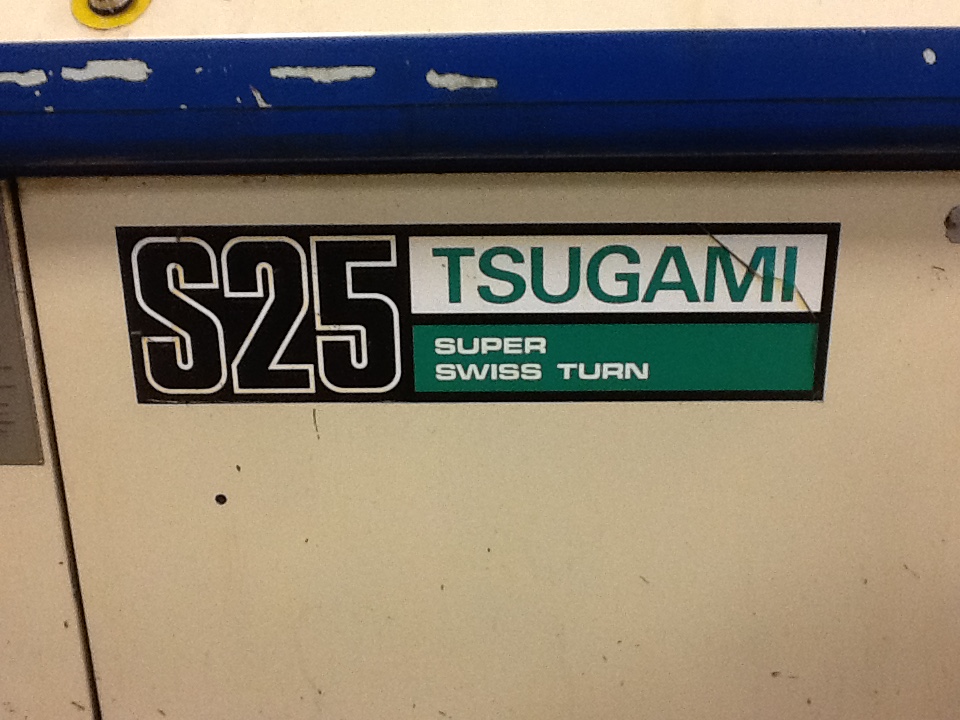 S25
TSUGAMI
SUPER
SWISS TURN